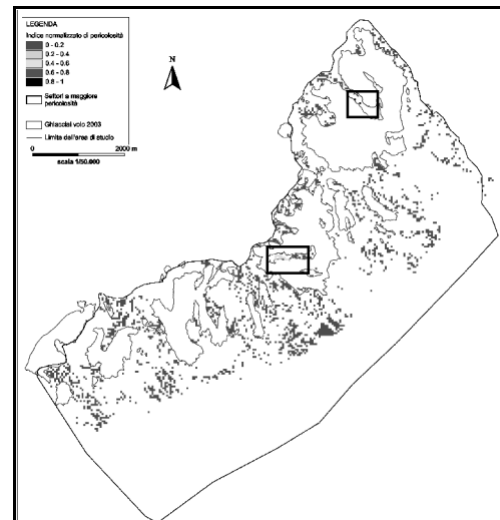 LEGENDA
Indice normalizzato di pericolosità
0 - 0.2
0.2 - 0.4
0.4 - 0.6
0.6 - 0.8
0.8 - 1
Settori a maggiore
pericolosità
Ghiacciai volo 2003
Limite dell'area di studio
0 2000 m
scala 1/50.000
N